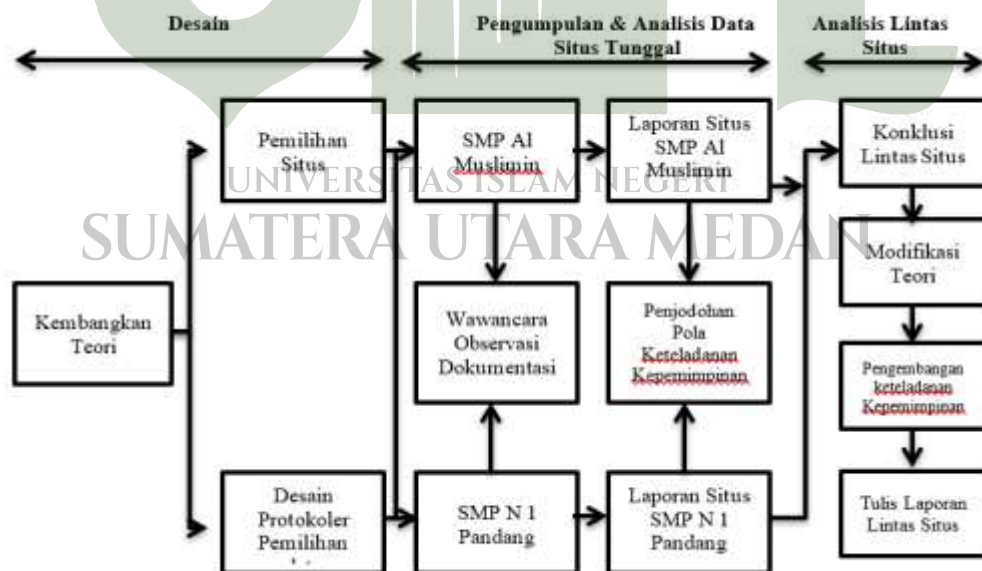 Desain
Pengumpulan & Analisis Data
Situs Tunggal
Analisis Lintas
Situs
Pemilihan
Situs
SMP Al
Muslimin
Laporan Situs
SMP Al
Muslimin
Konklusi
Lintas Situs
UNIVERSITAS ISLAM NEGERI
SUMATERA UTARA MEDAN
Modifikasi
Teori
Kembangkan
Teori
Wawancara
Observasi
Dokumentasi
Penjodohan
Pola
Keteladanan
Kepemimpinan
Pengembangan
keteladanan
Kepemimpinan
Desain
Protokoler
Pemilihan
SMP N 1
Pandang
Laporan Situs
SMP N 1
Pandang
Tulis Laporan
Lintas Situs